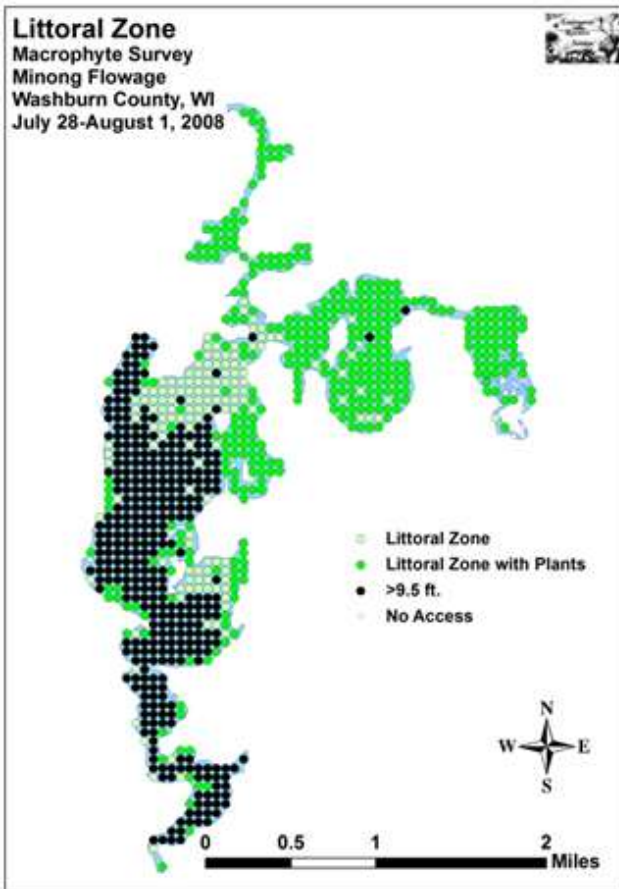 Littoral Zone
Macrophyte Survey
Minong Flowage
Washburn County, WI
July 28-August 1, 2008
Littoral Zone
Littoral Zone with Plants
>9.5 ft.
No Access
N
W E
S
0 0.5 1 2
Miles